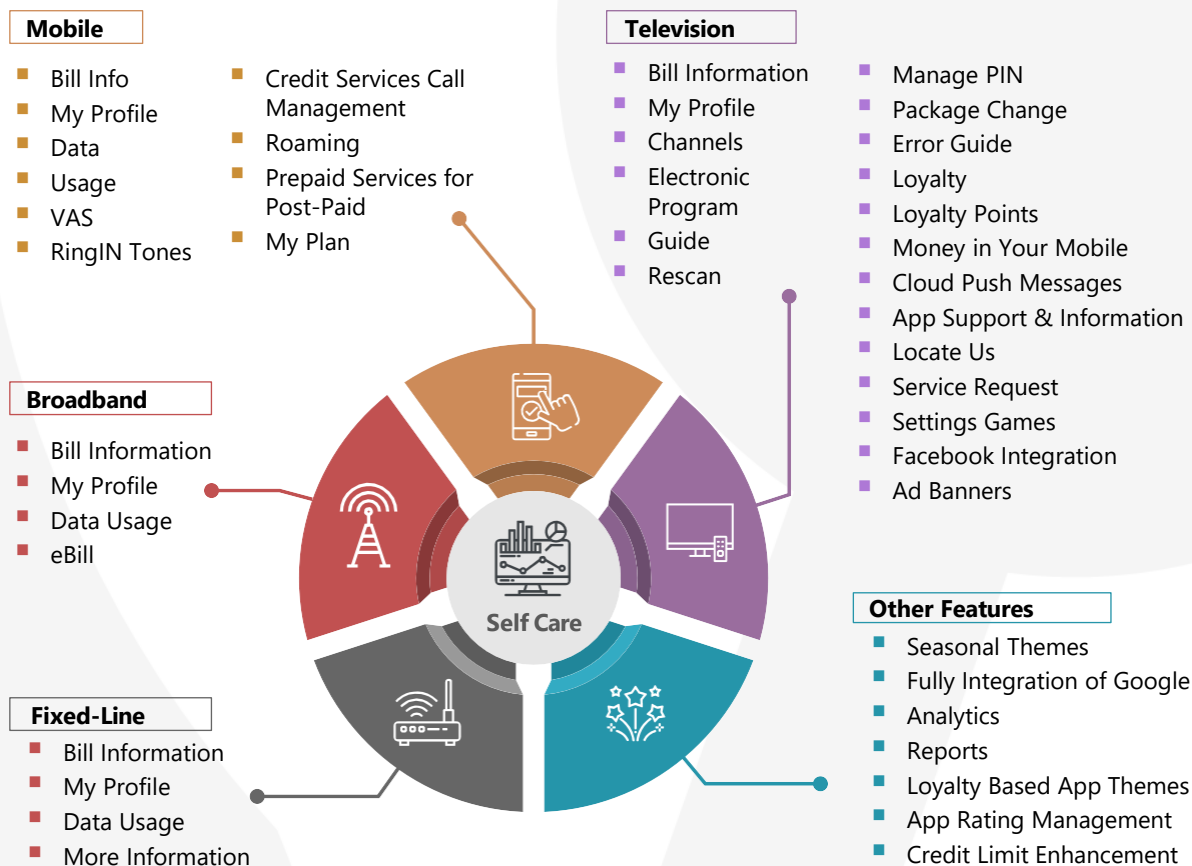 Mobile
Bill Info
My Profile
Data
Usage
VAS
RingIN Tones
Credit Services Call
Management
Roaming
Prepaid Services for
Post-Paid
My Plan
Television
Bill Information
My Profile
Channels
Electronic
Program
Guide
Rescan
Manage PIN
Package Change
Error Guide
Loyalty
Loyalty Points
Money in Your Mobile
Cloud Push Messages
App Support & Information
Locate Us
Service Request
Settings Games
Facebook Integration
Ad Banners
Broadband
Bill Information
My Profile
Data Usage
eBill
Self Care
Fixed-Line
Bill Information
My Profile
Data Usage
More Information
Other Features
Seasonal Themes
Fully Integration of Google
Analytics
Reports
Loyalty Based App Themes
App Rating Management
Credit Limit Enhancement